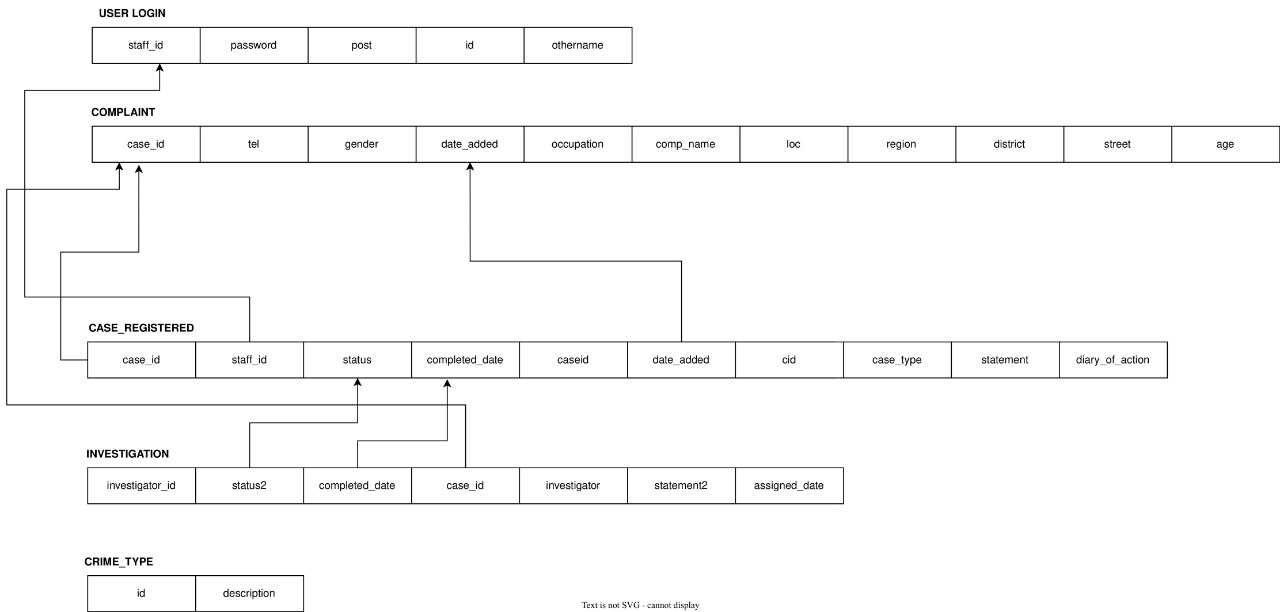 USER LOGIN
staff_id password post id othername
COMPLAINT
case_id tel gender date_added occupation comp_name loc region district street age
CASE_REGISTERED
case_id staff_id status completed_date caseid date_added cid case_type statement diary_of_action
INVESTIGATION
investigator_id status2 completed_date case_id investigator statement2 assigned_date
CRIME_TYPE
id description
Text is not SVG - cannot display